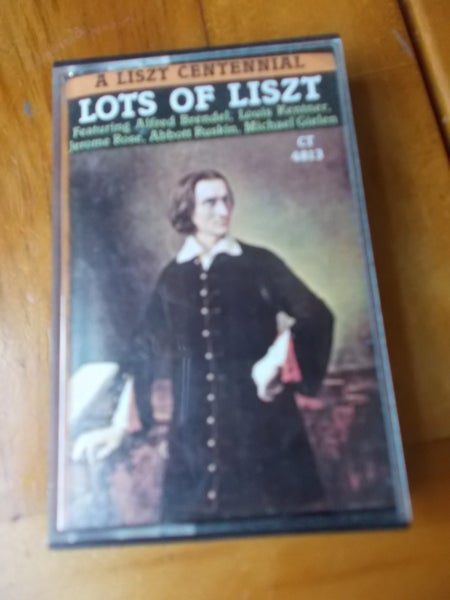 A LISZT CENTENNIAL
LOTS OF LISZT
Featuring Alfred Brendel, Louis Kentner,
Jerome Rose, Abbott Ruskin, Michael Gielen
CT
4813